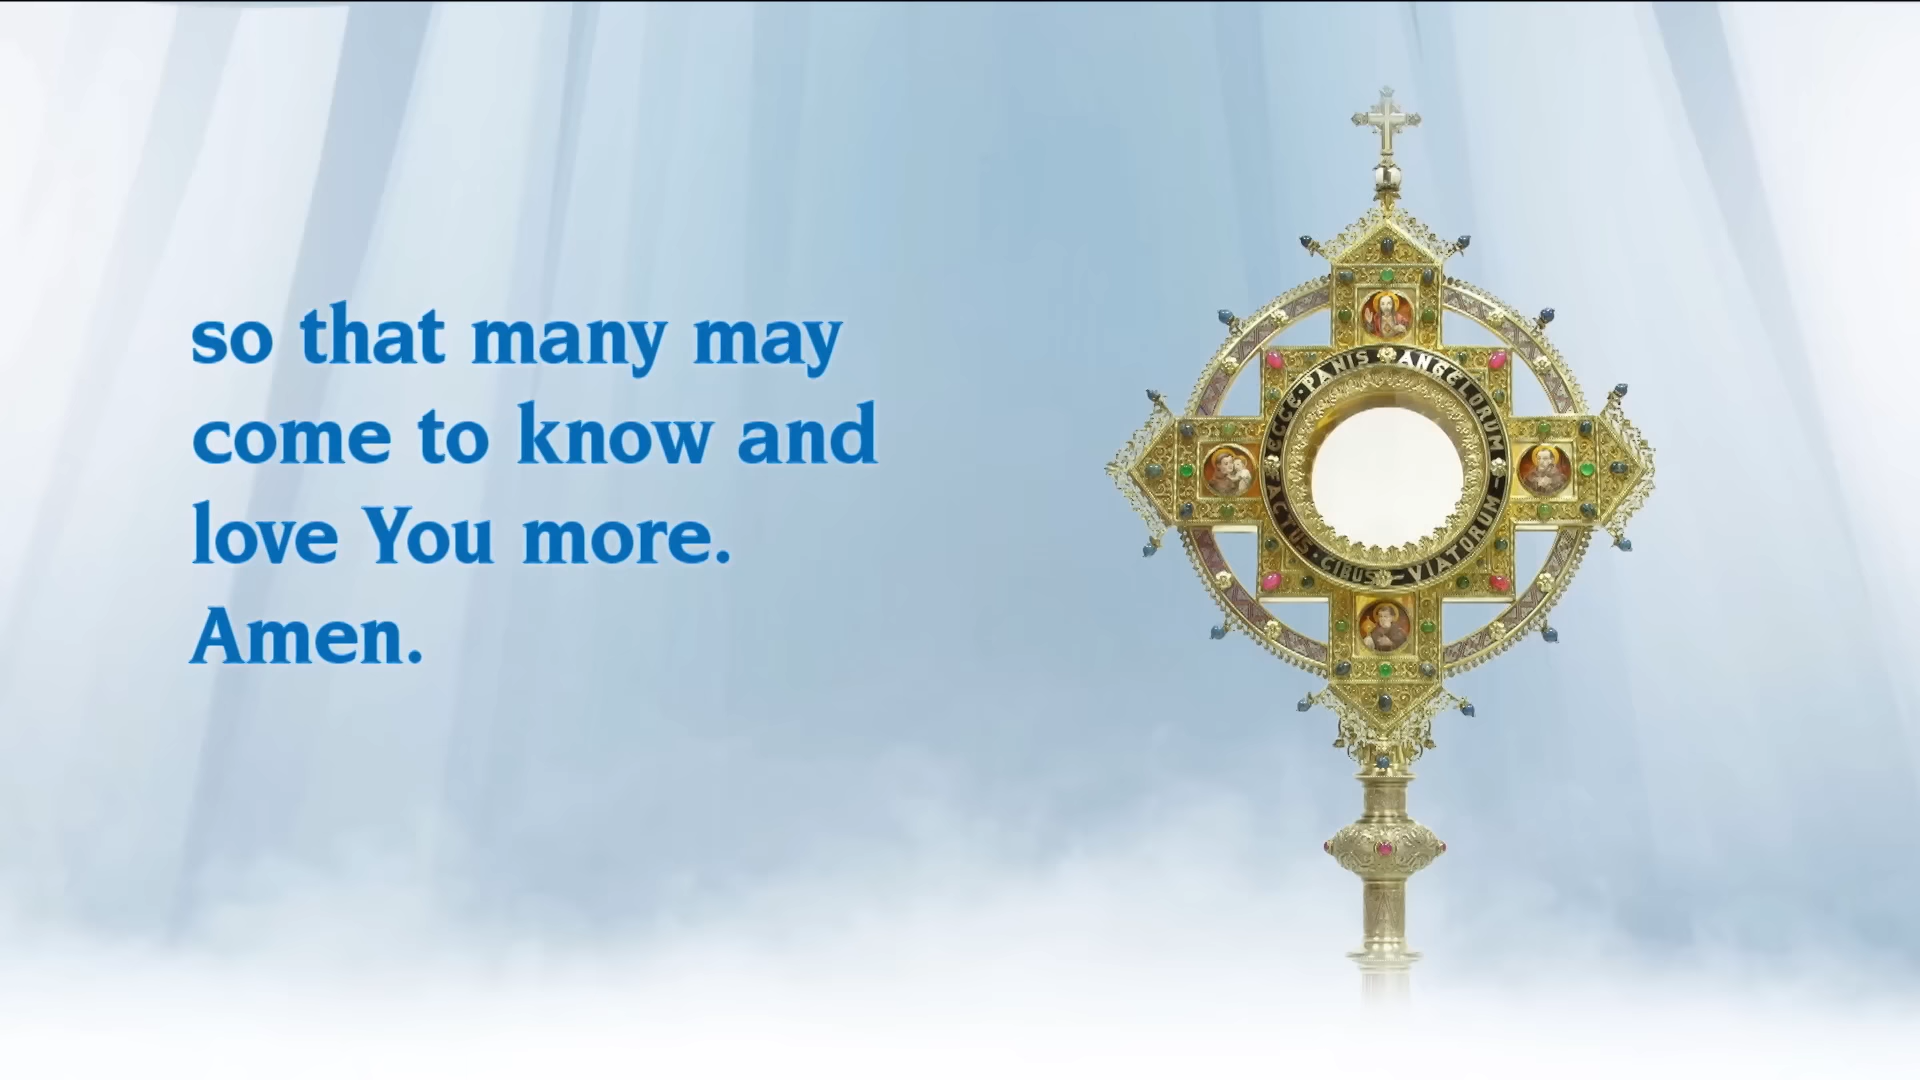 so that many may
come to know and
love You more.
Amen.
ECCE · PANIS ANGELORUM
FACTUS · CIBUS VIATORUM